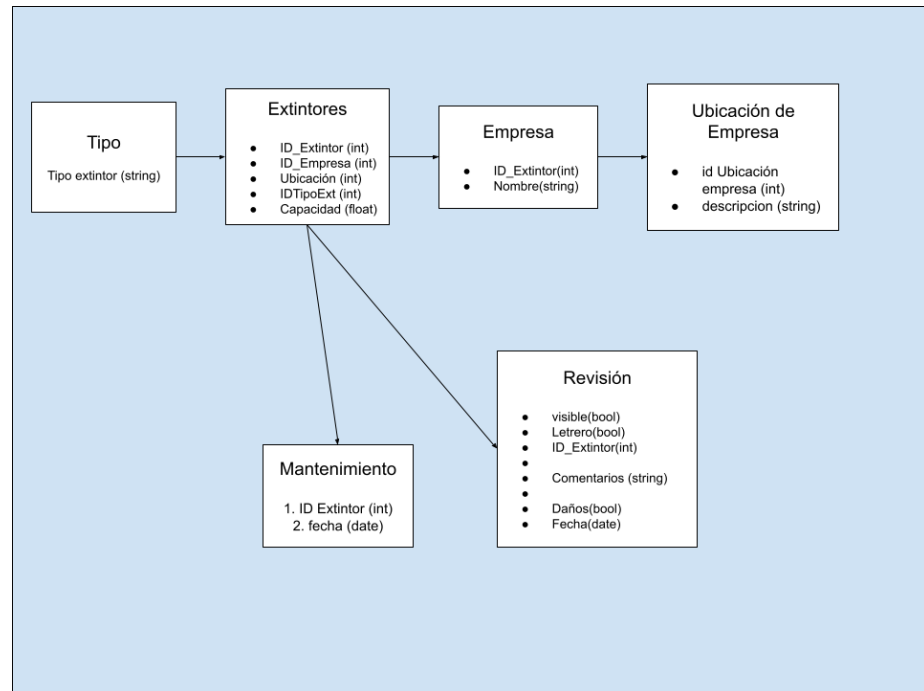 Tipo
Tipo extintor (string)
Extintores
● ID_Extintor (int)
● ID_Empresa (int)
● Ubicación (int)
● IDTipoExt (int)
● Capacidad (float)
Empresa
● ID_Extintor(int)
● Nombre(string)
Ubicación de
Empresa
● id Ubicación
empresa (int)
● descripcion (string)
Mantenimiento
1. ID Extintor (int)
2. fecha (date)
Revisión
● visible(bool)
● Letrero(bool)
● ID_Extintor(int)
●
● Comentarios (string)
●
● Daños(bool)
● Fecha(date)